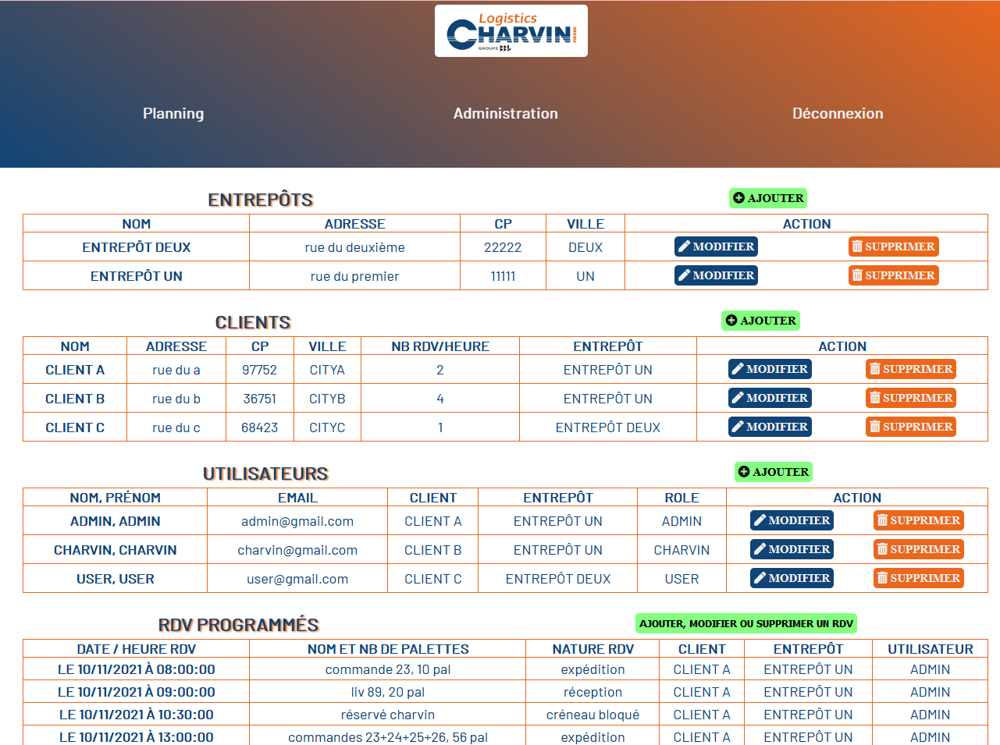 Logistics
CHARVIN PIERRE
GROUPE BBL
Planning Administration Déconnexion
ENTREPÔTS AJOUTER
NOM ADRESSE CP VILLE ACTION
ENTREPÔT DEUX rue du deuxième 22222 DEUX MODIFIER SUPPRIMER
ENTREPÔT UN rue du premier 11111 UN MODIFIER SUPPRIMER
CLIENTS AJOUTER
NOM ADRESSE CP VILLE NB RDV/HEURE ENTREPÔT ACTION
CLIENT A rue du a 97752 CITYA 2 ENTREPÔT UN MODIFIER SUPPRIMER
CLIENT B rue du b 36751 CITYB 4 ENTREPÔT UN MODIFIER SUPPRIMER
CLIENT C rue du c 68423 CITYC 1 ENTREPÔT DEUX MODIFIER SUPPRIMER
UTILISATEURS AJOUTER
NOM, PRÉNOM EMAIL CLIENT ENTREPÔT ROLE ACTION
ADMIN, ADMIN admin@gmail.com CLIENT A ENTREPÔT UN ADMIN MODIFIER SUPPRIMER
CHARVIN, CHARVIN charvin@gmail.com CLIENT B ENTREPÔT UN CHARVIN MODIFIER SUPPRIMER
USER, USER user@gmail.com CLIENT C ENTREPÔT DEUX USER MODIFIER SUPPRIMER
RDV PROGRAMMÉS AJOUTER, MODIFIER OU SUPPRIMER UN RDV
DATE / HEURE RDV NOM ET NB DE PALETTES NATURE RDV CLIENT ENTREPÔT UTILISATEUR
LE 10/11/2021 À 08:00:00 commande 23, 10 pal expédition CLIENT A ENTREPÔT UN ADMIN
LE 10/11/2021 À 09:00:00 liv 89, 20 pal réception CLIENT A ENTREPÔT UN ADMIN
LE 10/11/2021 À 10:30:00 réservé charvin créneau bloqué CLIENT A ENTREPÔT UN ADMIN
LE 10/11/2021 À 13:00:00 commandes 23+24+25+26, 56 pal expédition CLIENT A ENTREPÔT UN ADMIN